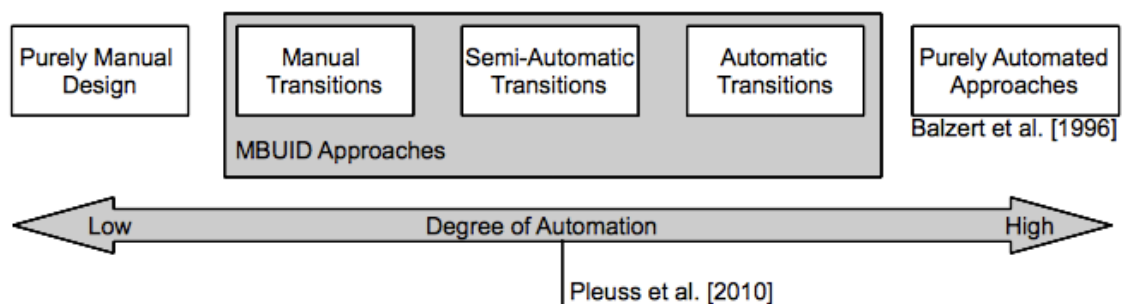 Purely Manual
Design
Manual
Transitions
Semi-Automatic
Transitions
Automatic
Transitions
Purely Automated
Approaches
Balzert et al. [1996]
MBUID Approaches
Low
Degree of Automation
High
Pleuss et al. [2010]